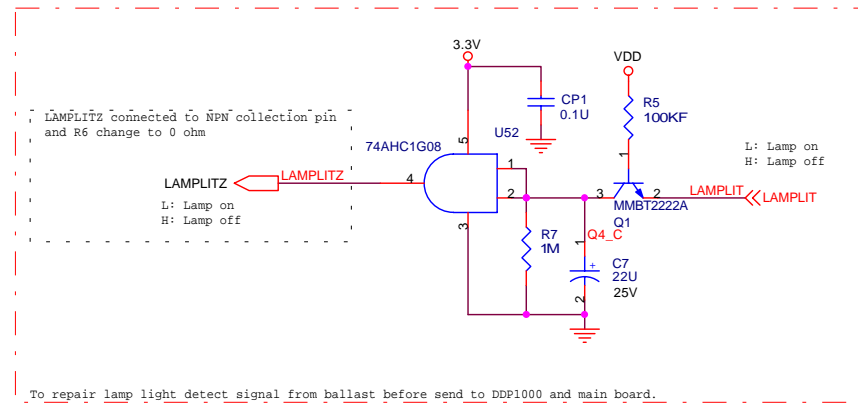 3.3V
VDD
CP1
0.1U
R5
100KF
LAMPLITZ connected to NPN collection pin
and R6 change to 0 ohm
U52
74AHC1G08
5
1
1
L: Lamp on
H: Lamp off
LAMPLITZ
LAMPLITZ
4
2
3
2
LAMPLIT
LAMPLIT
MMBT2222A
L: Lamp on
H: Lamp off
3
Q1
R7
1M
1
Q4_C
C7
22U
+
25V
2
To repair lamp light detect signal from ballast before send to DDP1000 and main board.